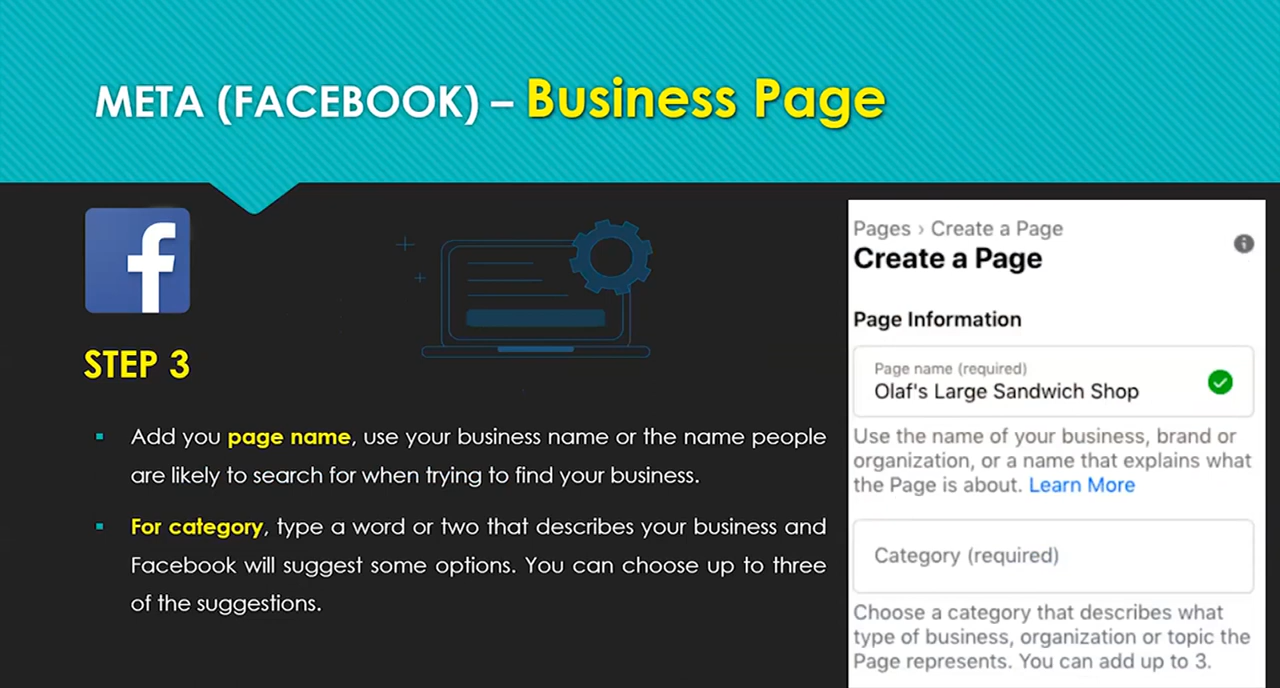 META (FACEBOOK) – Business Page
STEP 3
▪ Add you page name, use your business name or the name people
are likely to search for when trying to find your business.
▪ For category, type a word or two that describes your business and
Facebook will suggest some options. You can choose up to three
of the suggestions.
Pages › Create a Page
Create a Page
Page Information
Page name (required)
Olaf's Large Sandwich Shop
Use the name of your business, brand or
organization, or a name that explains what
the Page is about. Learn More
Category (required)
Choose a category that describes what
type of business, organization or topic the
Page represents. You can add up to 3.